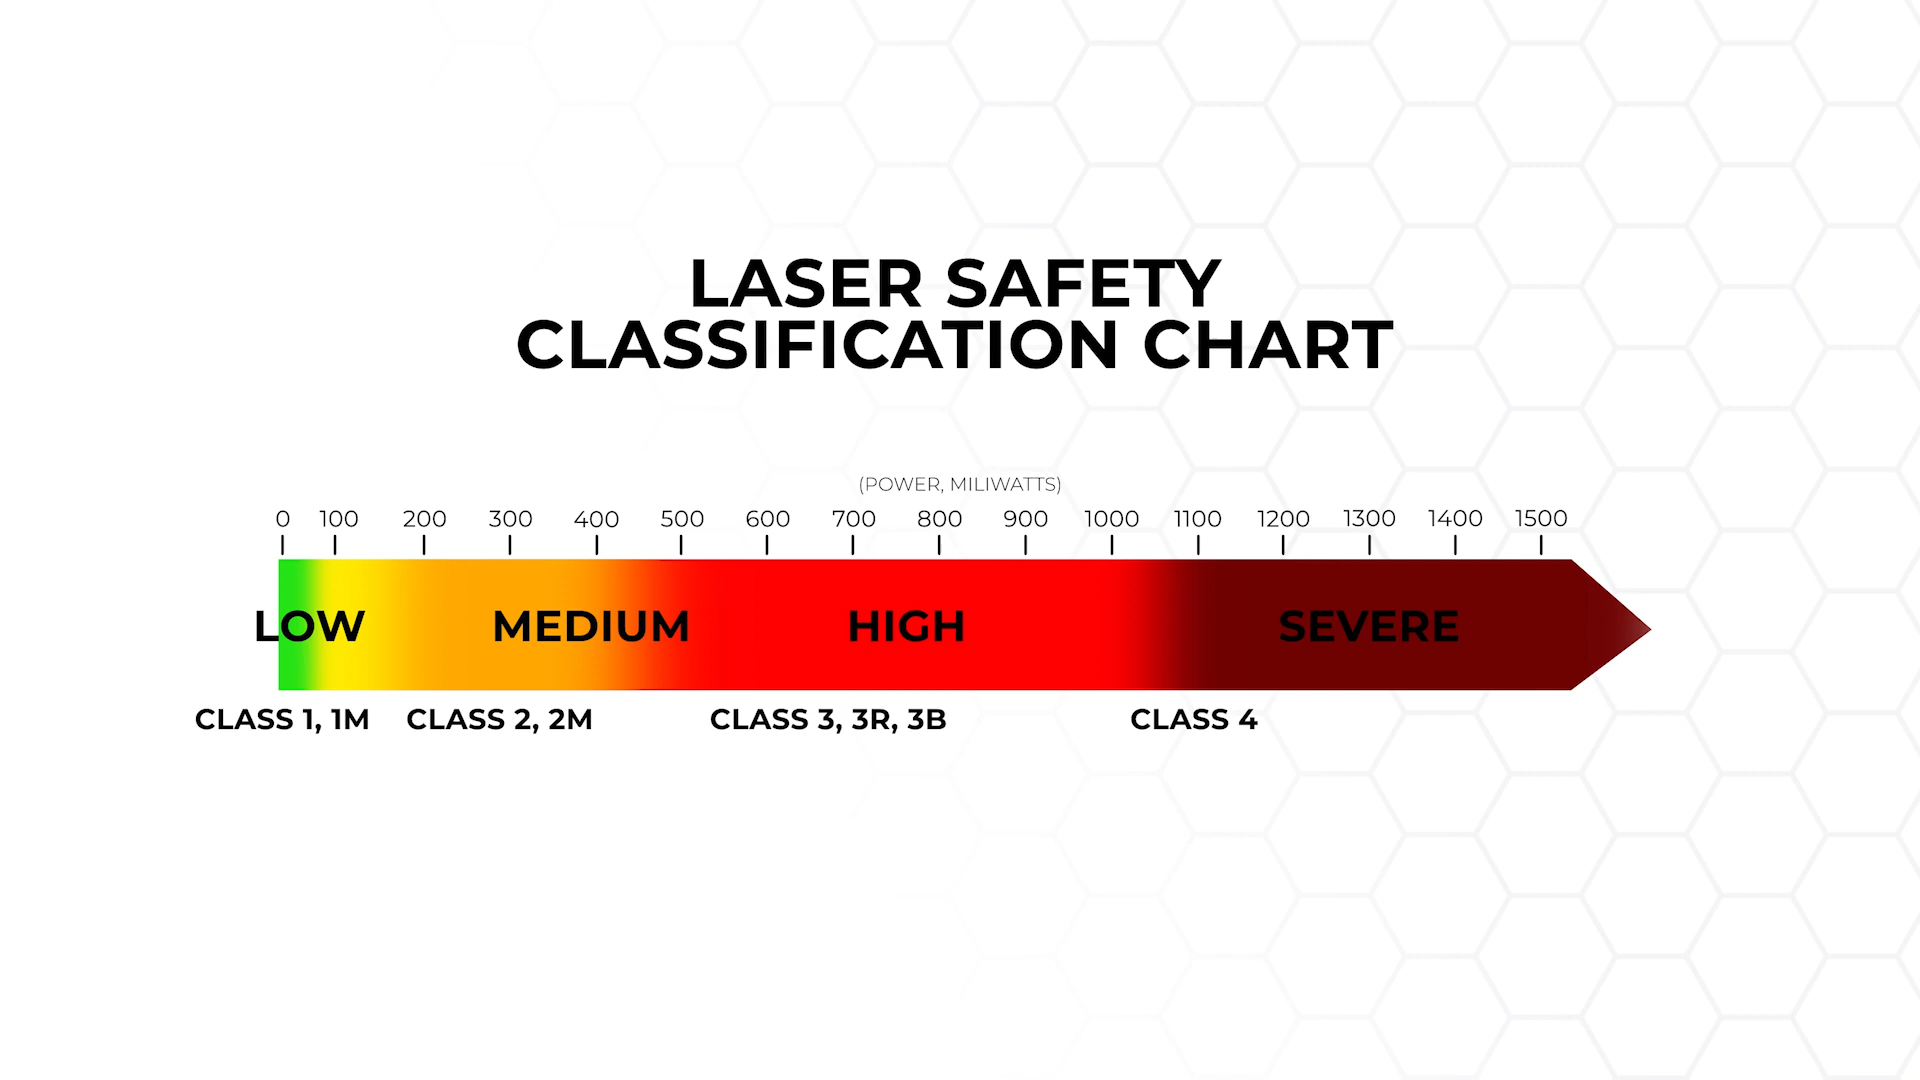 LASER SAFETY
CLASSIFICATION CHART
(POWER, MILIWATTS)
0 100 200 300 400 500 600 700 800 900 1000 1100 1200 1300 1400 1500
LOW MEDIUM HIGH SEVERE
CLASS 1, 1M CLASS 2, 2M CLASS 3, 3R, 3B CLASS 4